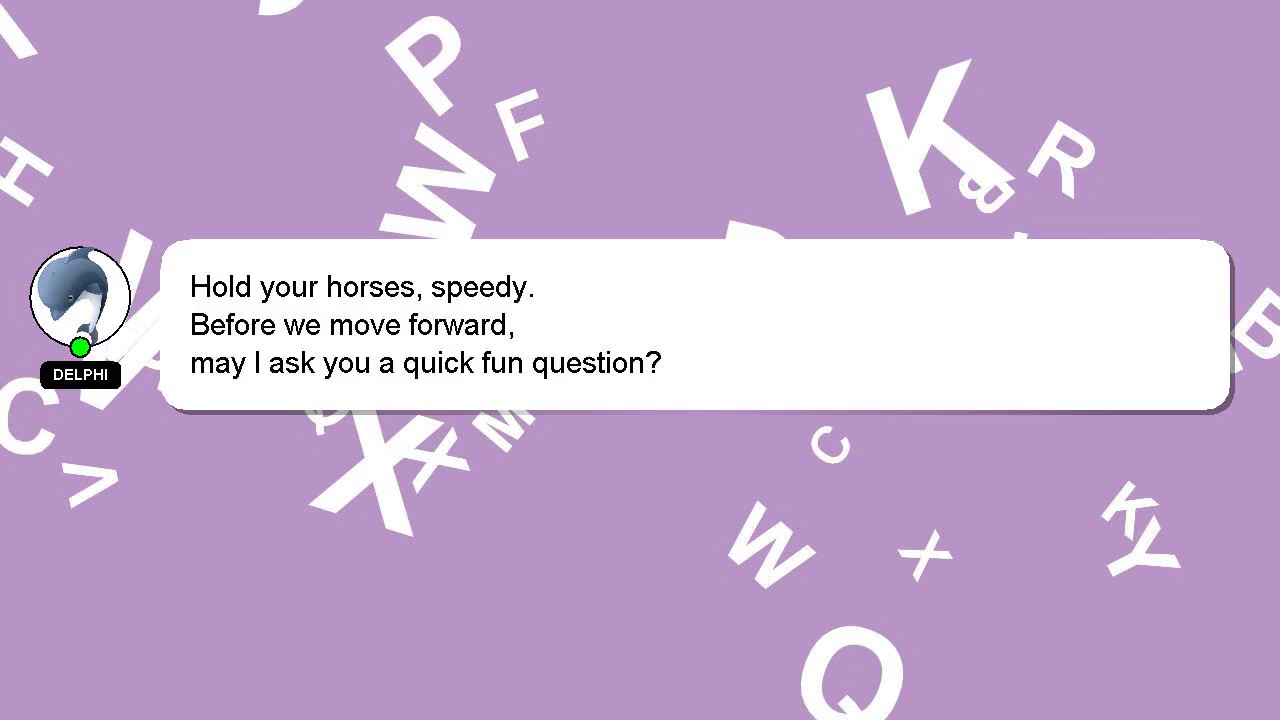 P
F
K
R
B
H
W
Hold your horses, speedy.
Before we move forward,
may I ask you a quick fun question?
DELPHI
B
C
V
X
X
M
C
W
X
K
Y
Q